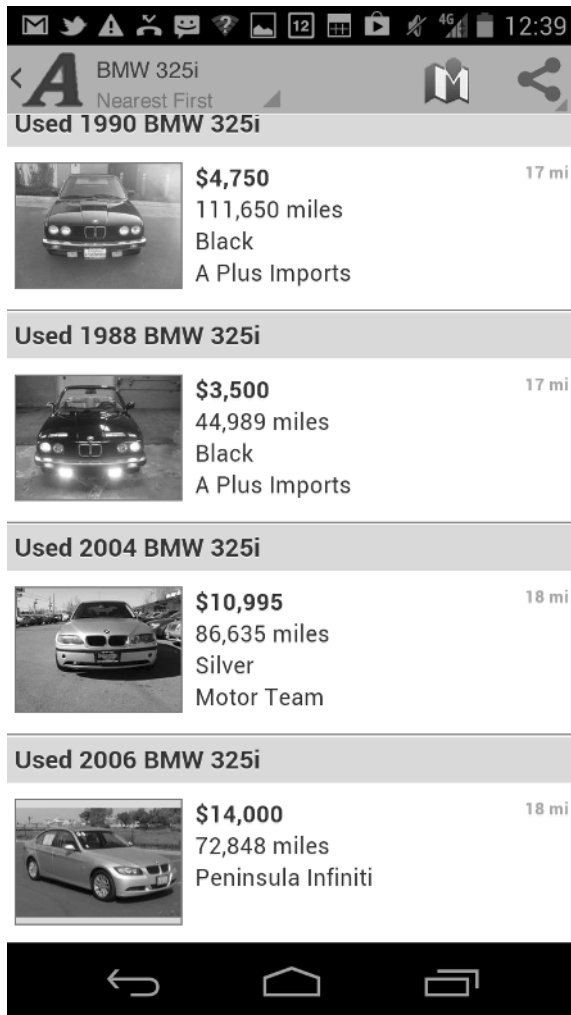 4G 12:39
12
A
BMW 325i
Nearest First
Used 1990 BMW 325i
$4,750
17 mi
111,650 miles
Black
A Plus Imports
Used 1988 BMW 325i
$3,500
17 mi
44,989 miles
Black
A Plus Imports
Used 2004 BMW 325i
$10,995
18 mi
86,635 miles
Silver
Motor Team
Used 2006 BMW 325i
$14,000
18 mi
72,848 miles
Peninsula Infiniti